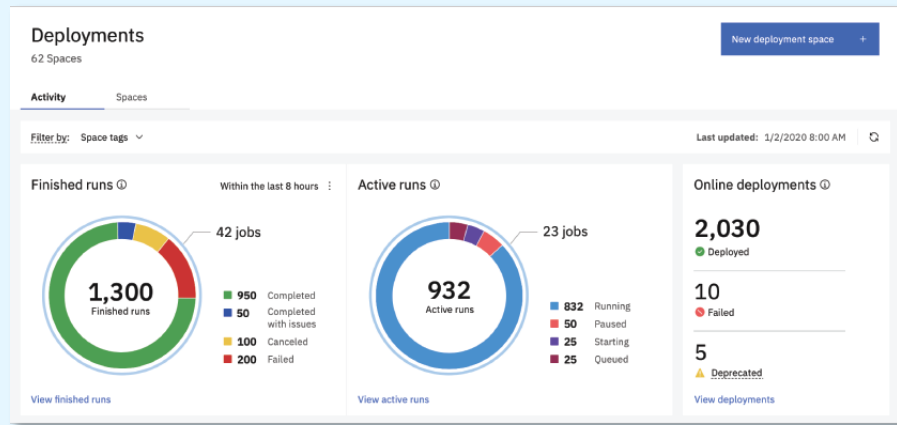 Deployments
62 Spaces
New deployment space +
Activity Spaces
Filter by: Space tags
Last updated: 1/2/2020 8:00 AM
Finished runs
Within the last 8 hours
42 jobs
1,300
Finished runs
950 Completed
50 Completed
with issues
100 Canceled
200 Failed
View finished runs
Active runs
23 jobs
932
Active runs
832 Running
50 Paused
25 Starting
25 Queued
View active runs
Online deployments
2,030
Deployed
10
Failed
5
Deprecated
View deployments